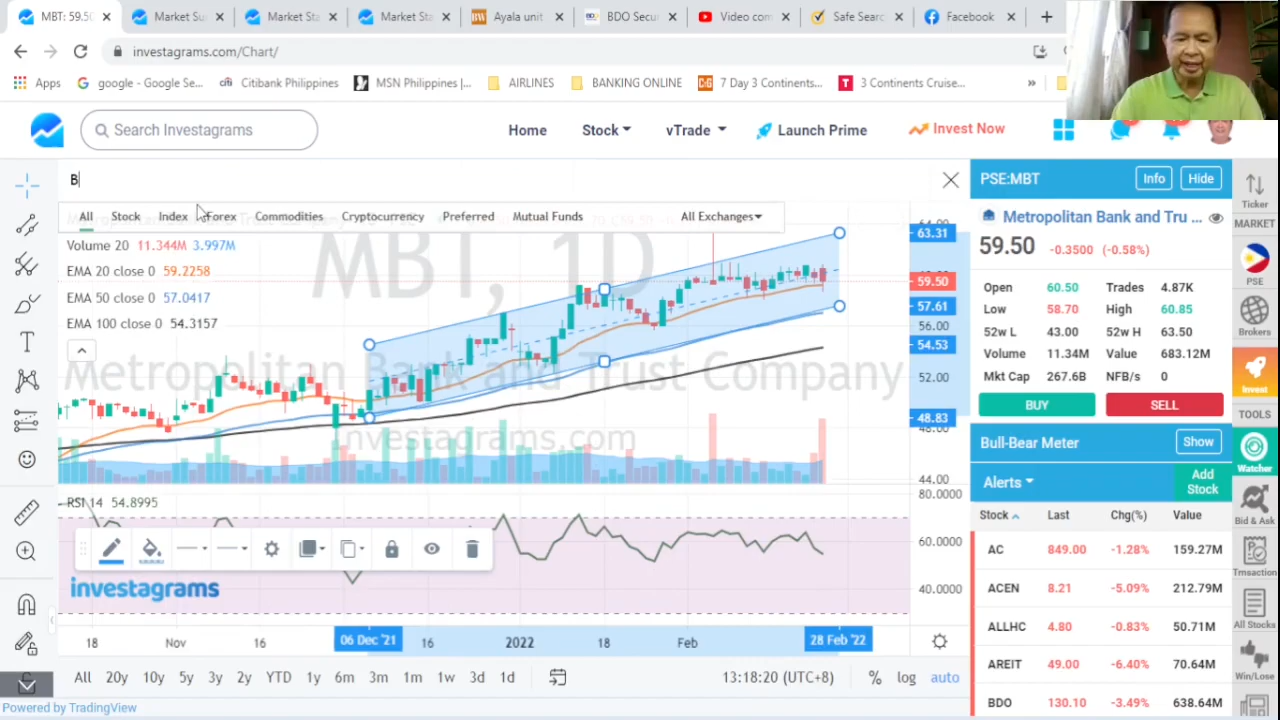 MBT: 59.5
Market Su
Market Sta
Market Sta
Ayala unit
BDO Secu
Video com
Safe Searc
Facebook
investagrams.com/Chart/
Apps
google - Google Se...
Citibank Philippines
MSN Philippines |...
AIRLINES
BANKING ONLINE
7 Day 3 Continents...
3 Continents Cruise...
»
Search Investagrams
Home
Stock
vTrade
Launch Prime
Invest Now
B
All
Stock
Index
Forex
Commodities
Cryptocurrency
Preferred
Mutual Funds
All Exchanges
MBT, 1D
Metropolitan Bank and Trust Company
investagrams.com
Volume 20 11.344M 3.997M
EMA 20 close 0 59.2258
EMA 50 close 0 57.0417
EMA 100 close 0 54.3157
64.00
63.31
59.50
57.61
56.00
54.53
52.00
48.83
48.00
44.00
RSI 14 54.8995
80.0000
60.0000
40.0000
investagrams
18
Nov
16
06 Dec '21
16
2022
18
Feb
28 Feb '22
All
20y
10y
5y
3y
2y
YTD
1y
6m
3m
1m
1w
3d
1d
13:18:20 (UTC+8)
%
log
auto
Powered by TradingView
PSE:MBT
Info
Hide
Metropolitan Bank and Tru ...
59.50 -0.3500 (-0.58%)
Open 60.50 Trades 4.87K
Low 58.70 High 60.85
52w L 43.00 52w H 63.50
Volume 11.34M Value 683.12M
Mkt Cap 267.6B NFB/s 0
BUY
SELL
Bull-Bear Meter
Show
Alerts
Add Stock
Stock Last Chg(%) Value
AC 849.00 -1.28% 159.27M
ACEN 8.21 -5.09% 212.79M
ALLHC 4.80 -0.83% 50.71M
AREIT 49.00 -6.40% 70.64M
BDO 130.10 -3.49% 638.64M
Ticker
MARKET
PSE
Brokers
Invest
TOOLS
Watcher
Bid & Ask
Trnsaction
All Stocks
Win/Lose